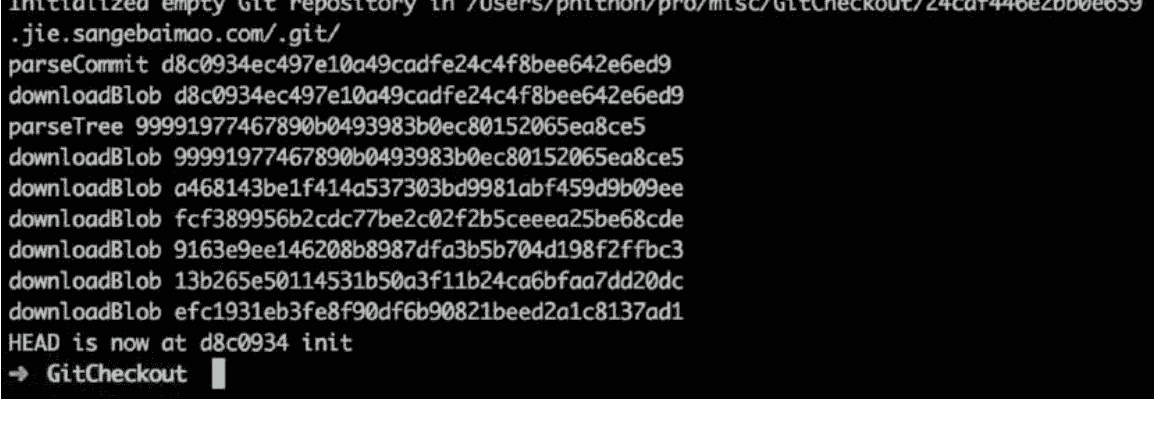 Initialized empty Git repository in /Users/phithon/pro/misc/GitCheckout/24caf446e2bb0e659
.jie.sangebaimao.com/.git/
parseCommit d8c0934ec497e10a49cadfe24c4f8bee642e6ed9
downloadBlob d8c0934ec497e10a49cadfe24c4f8bee642e6ed9
parseTree 99991977467890b0493983b0ec80152065ea8ce5
downloadBlob 99991977467890b0493983b0ec80152065ea8ce5
downloadBlob a468143be1f414a537303bd9981abf459d9b09ee
downloadBlob fcf389956b2cdc77be2c02f2b5ceeea25be68cde
downloadBlob 9163e9ee146208b8987dfa3b5b704d198f2ffbc3
downloadBlob 13b265e50114531b50a3f11b24ca6bfaa7dd20dc
downloadBlob efc1931eb3fe8f90df6b90821beed2a1c8137ad1
HEAD is now at d8c0934 init
➜ GitCheckout